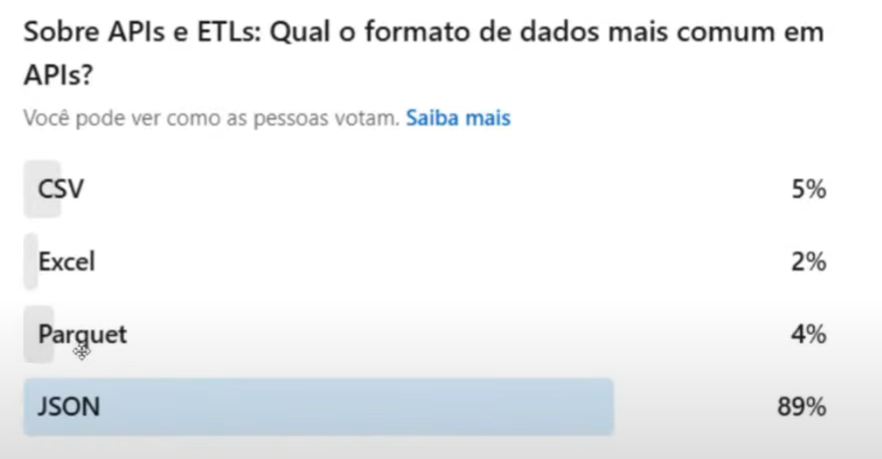 Sobre APIs e ETLs: Qual o formato de dados mais comum em
APIs?
Você pode ver como as pessoas votam. Saiba mais
CSV 5%
Excel 2%
Parquet 4%
JSON 89%